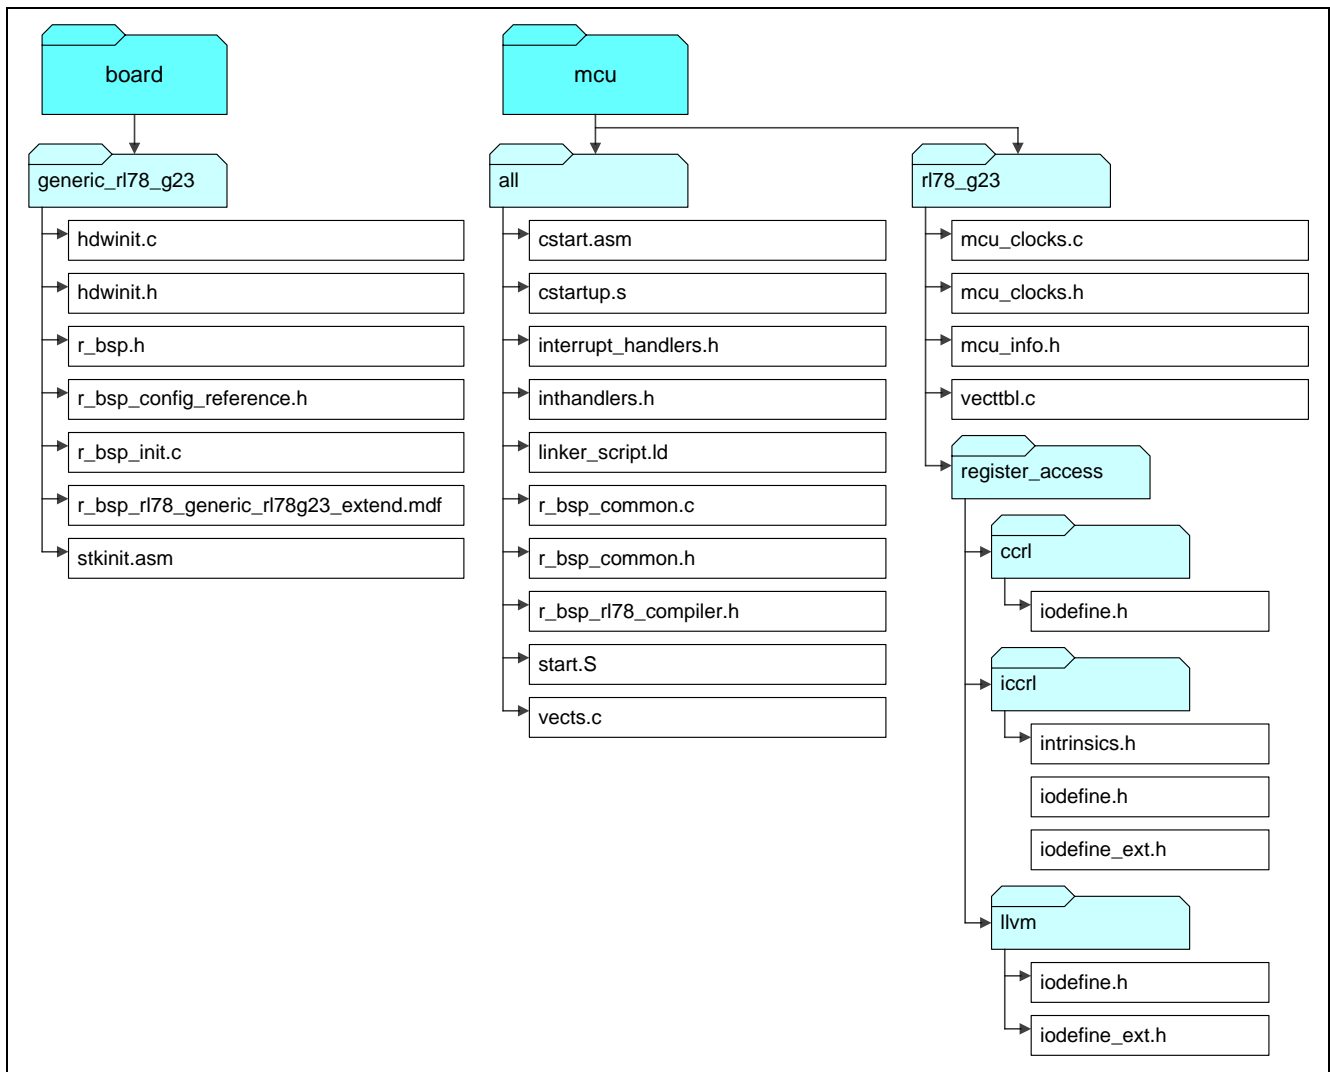 board
generic_rl78_g23
hdwinit.c
hdwinit.h
r_bsp.h
r_bsp_config_reference.h
r_bsp_init.c
r_bsp_rl78_generic_rl78g23_extend.mdf
stkinit.asm
mcu
all
cstart.asm
cstartup.s
interrupt_handlers.h
inthandlers.h
linker_script.ld
r_bsp_common.c
r_bsp_common.h
r_bsp_rl78_compiler.h
start.S
vects.c
rl78_g23
mcu_clocks.c
mcu_clocks.h
mcu_info.h
vecttbl.c
register_access
ccrl
iodefine.h
iccrl
intrinsics.h
iodefine.h
iodefine_ext.h
llvm
iodefine.h
iodefine_ext.h